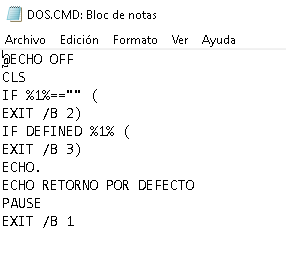 DOS.CMD: Bloc de notas
Archivo Edición Formato Ver Ayuda
@ECHO OFF
CLS
IF %1%=="" (
EXIT /B 2)
IF DEFINED %1% (
EXIT /B 3)
ECHO.
ECHO RETORNO POR DEFECTO
PAUSE
EXIT /B 1